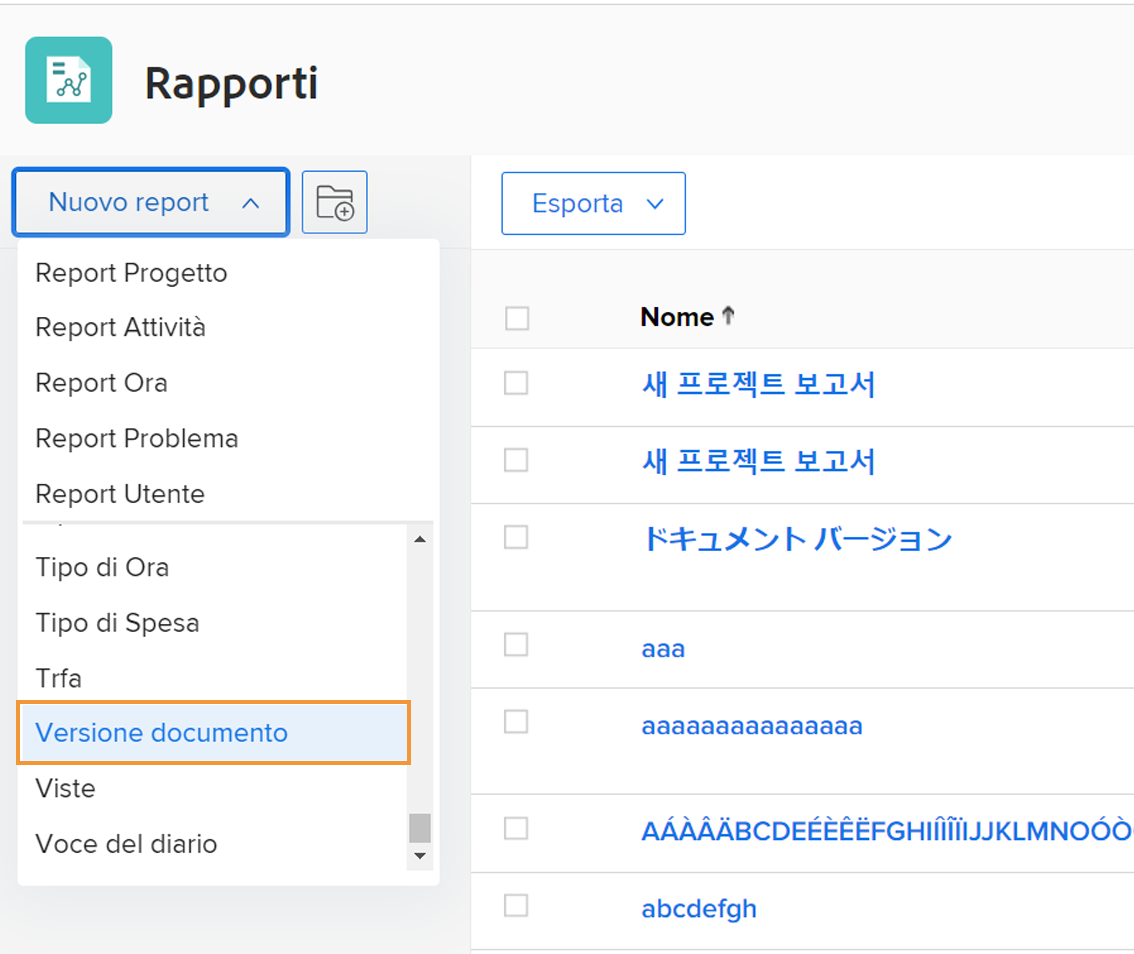 Rapporti
Nuovo report
Esporta
Report Progetto
Report Attività
Report Ora
Report Problema
Report Utente
Tipo di Ora
Tipo di Spesa
Trfa
Versione documento
Viste
Voce del diario
Nome
새 프로젝트 보고서
새 프로젝트 보고서
ドキュメント バージョン
aaa
aaaaaaaaaaaaaaa
AÁÀÂÄBCDEÉÈÊËFGHIÍÌÎÏIJJKLMNOÓÒ
abcdefgh